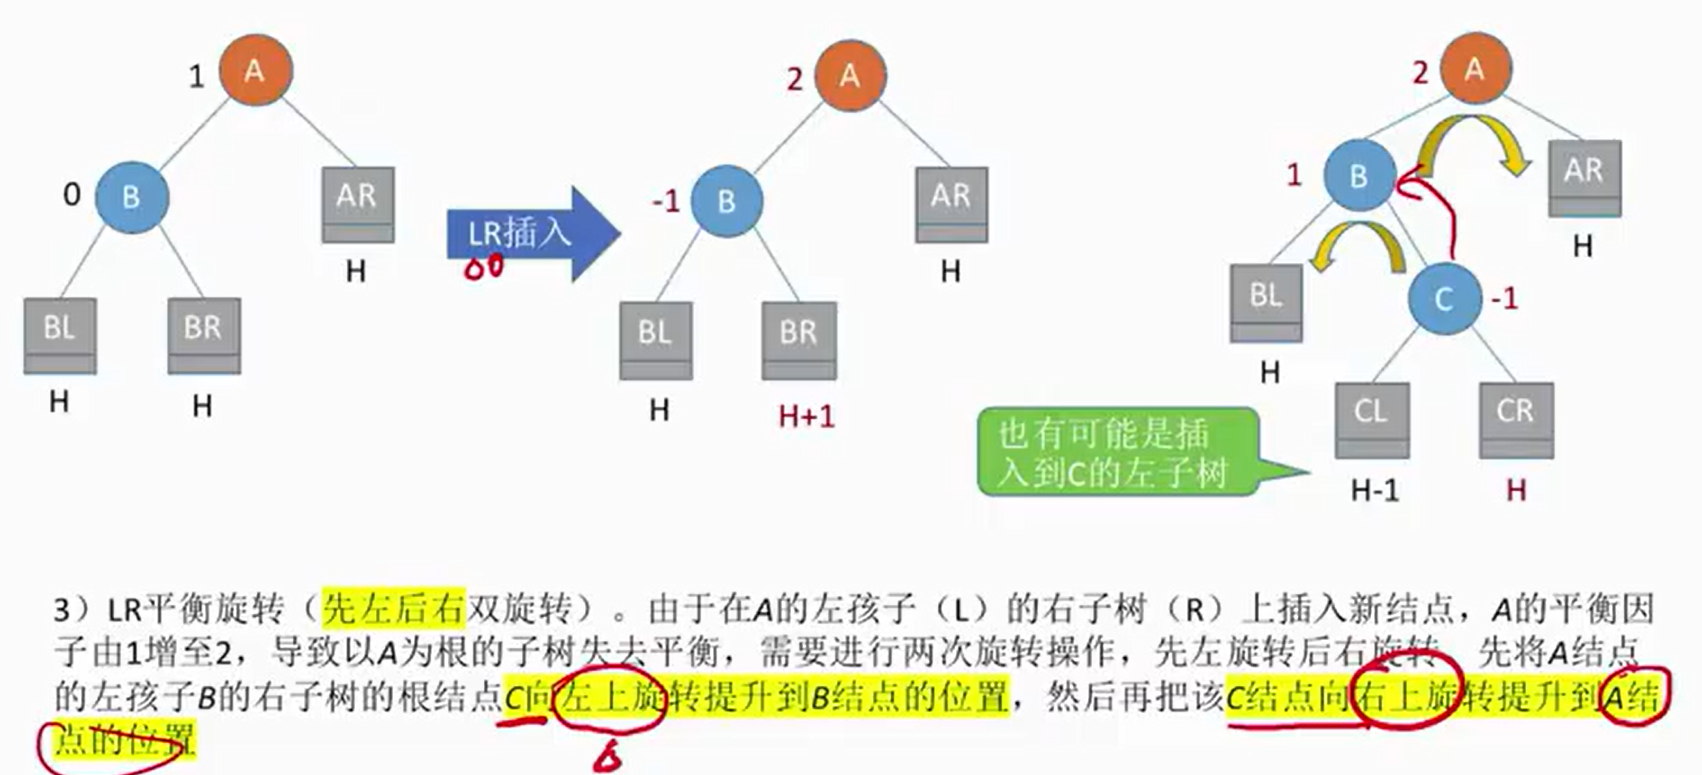 1 A
2 A
2 A
0 B
AR
H
LR插入
-1 B
AR
H
1 B
AR
H
BL
BR
H
H
BL
BR
H
H+1
BL
H
C -1
CL
CR
H-1
H
也有可能是插
入到C的左子树
3）LR平衡旋转（先左后右双旋转）。由于在A的左孩子（L）的右子树（R）上插入新结点，A的平衡因
子由1增至2，导致以A为根的子树失去平衡，需要进行两次旋转操作，先左旋转后右旋转 先将A结点
的左孩子B的右子树的根结点C向左上旋转提升到B结点的位置，然后再把该C结点向右上旋转提升到A结
点的位置